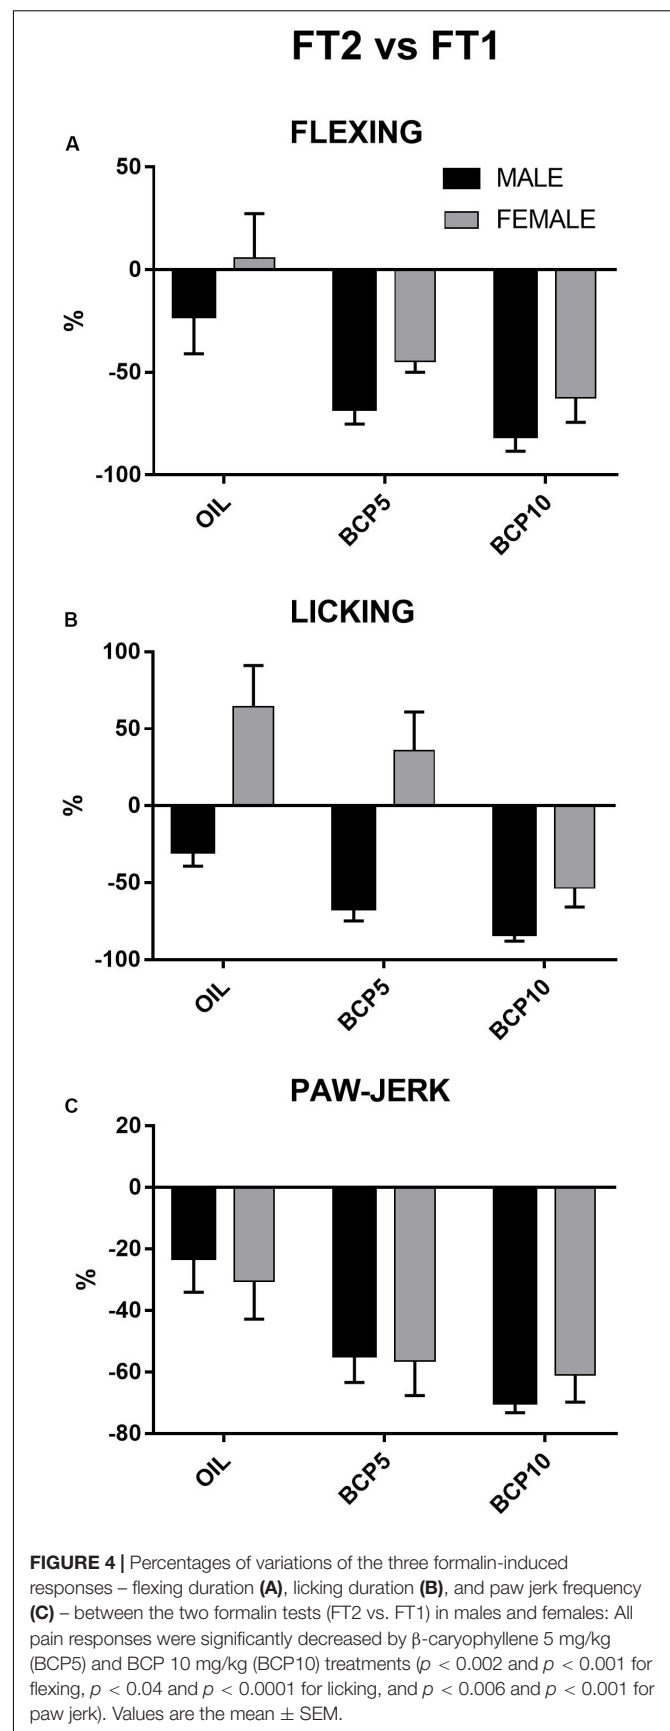 FT2 vs FT1
A
FLEXING
MALE
FEMALE
50
0
-50
-100
%
OIL
BCP5
BCP10
B
LICKING
100
50
0
-50
-100
%
OIL
BCP5
BCP10
C
PAW-JERK
20
0
-20
-40
-60
-80
%
OIL
BCP5
BCP10
FIGURE 4 | Percentages of variations of the three formalin-induced
responses – flexing duration (A), licking duration (B), and paw jerk frequency
(C) – between the two formalin tests (FT2 vs. FT1) in males and females: All
pain responses were significantly decreased by β-caryophyllene 5 mg/kg
(BCP5) and BCP 10 mg/kg (BCP10) treatments (p < 0.002 and p < 0.001 for
flexing, p < 0.04 and p < 0.0001 for licking, and p < 0.006 and p < 0.001 for
paw jerk). Values are the mean ± SEM.